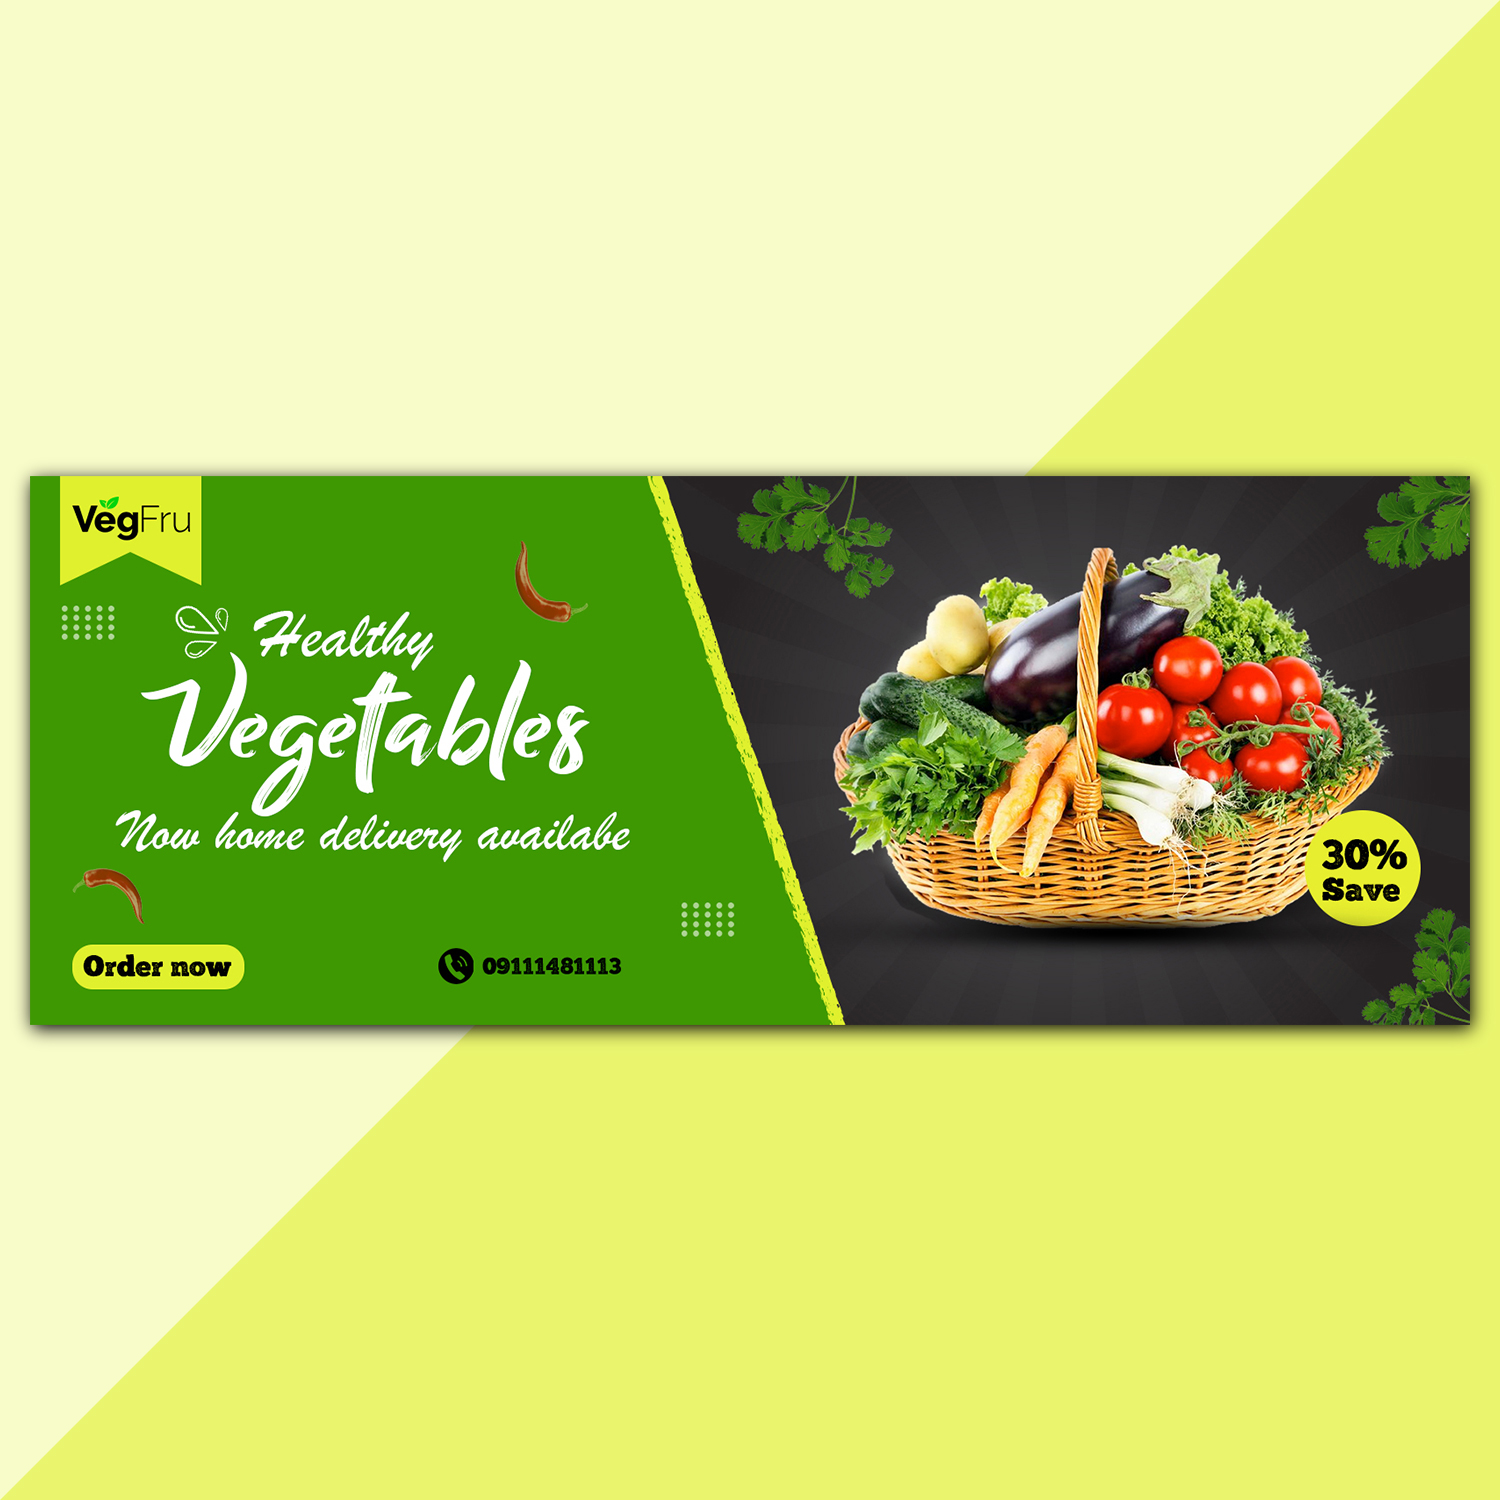 VegFru
Healthy
Vegetables
Now home delivery availabe
Order now
09111481113
30%
Save